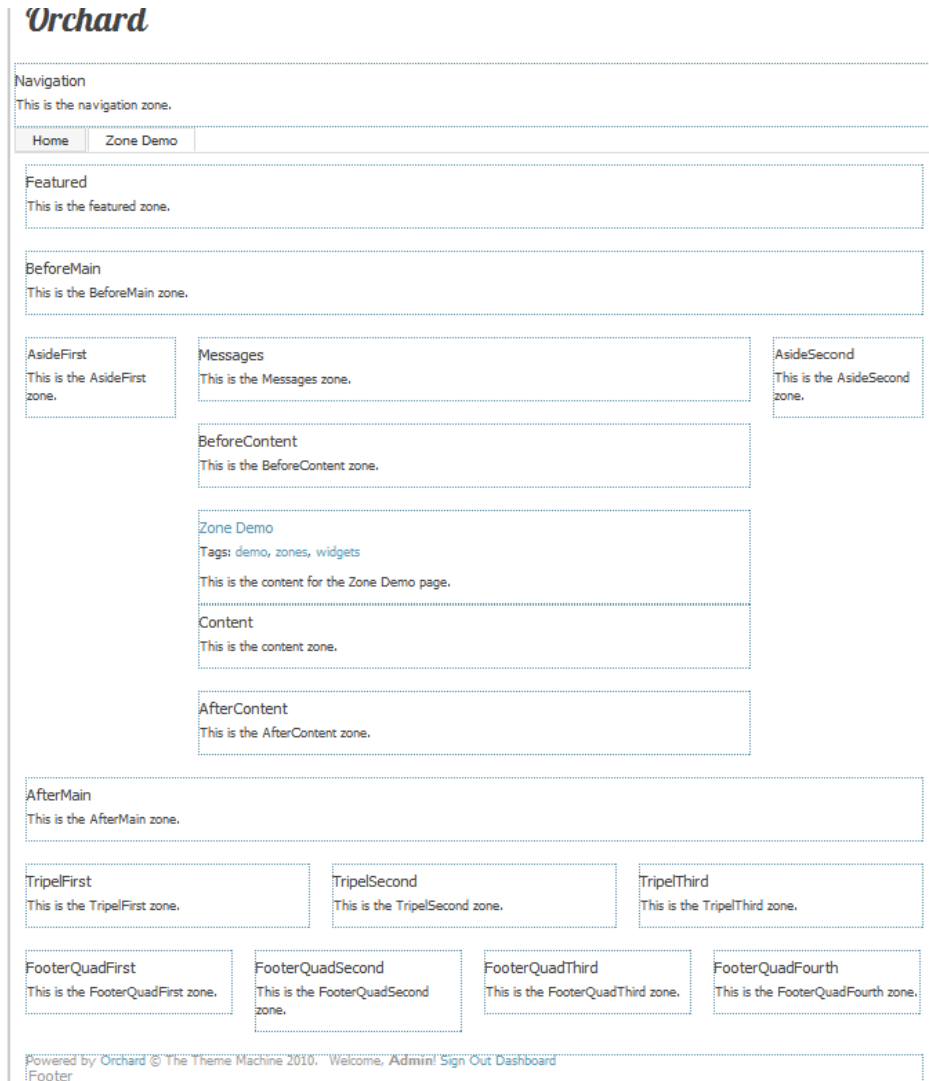 Orchard
Navigation
This is the navigation zone.
Home
Zone Demo
Featured
This is the featured zone.
BeforeMain
This is the BeforeMain zone.
AsideFirst
This is the AsideFirst
zone.
Messages
This is the Messages zone.
AsideSecond
This is the AsideSecond
zone.
BeforeContent
This is the BeforeContent zone.
Zone Demo
Tags: demo, zones, widgets
This is the content for the Zone Demo page.
Content
This is the content zone.
AfterContent
This is the AfterContent zone.
AfterMain
This is the AfterMain zone.
TripelFirst
This is the TripelFirst zone.
TripelSecond
This is the TripelSecond zone.
TripelThird
This is the TripelThird zone.
FooterQuadFirst
This is the FooterQuadFirst zone.
FooterQuadSecond
This is the FooterQuadSecond
zone.
FooterQuadThird
This is the FooterQuadThird zone.
FooterQuadFourth
This is the FooterQuadFourth zone.
Powered by Orchard © The Theme Machine 2010. Welcome, Admin! Sign Out Dashboard
Footer